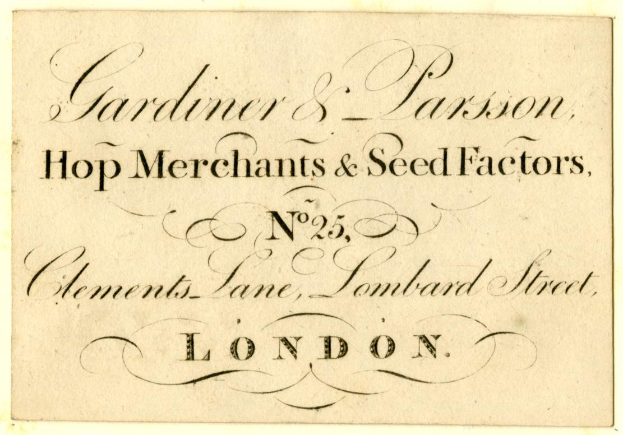 Gardiner & Parsson,
Hop Merchants & Seed Factors,
No. 25,
Clements Lane, Lombard Street,
LONDON.